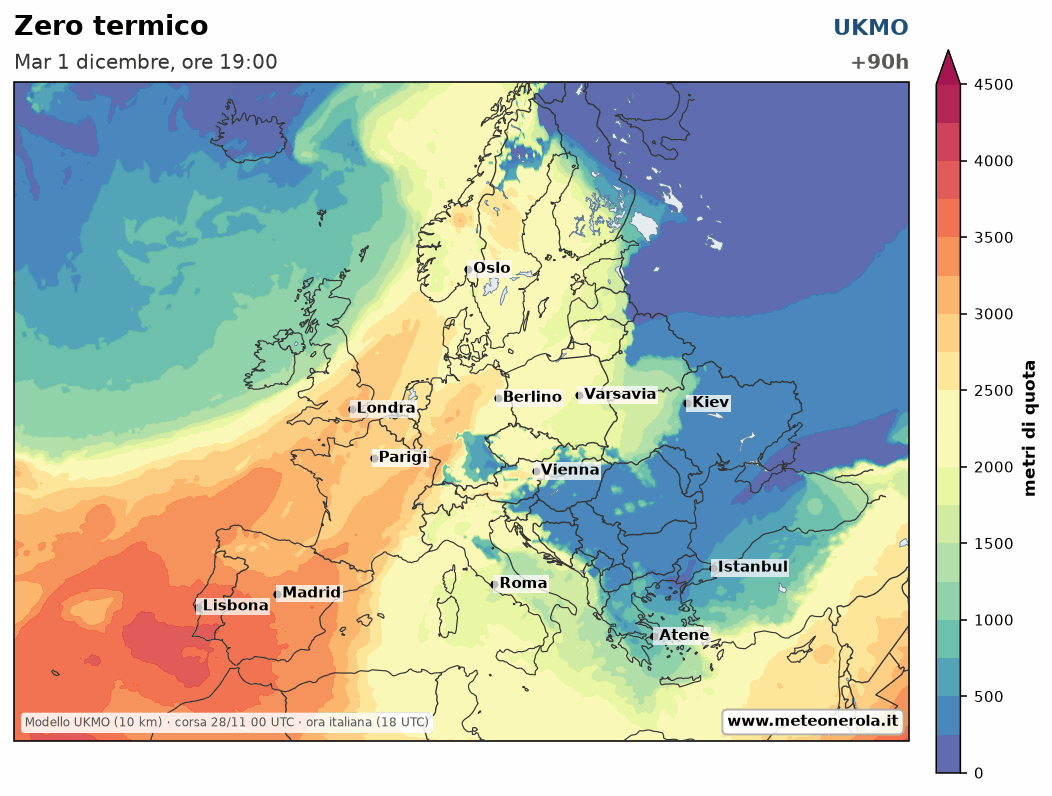 Zero termico
UKMO
Mar 1 dicembre, ore 19:00
+90h
4500
4000
3500
3000
2500
2000
1500
1000
500
0
metri di quota
Oslo
Berlino
Varsavia
Kiev
Londra
Parigi
Vienna
Istanbul
Roma
Madrid
Lisbona
Atene
Modello UKMO (10 km) · corsa 28/11 00 UTC · ora italiana (18 UTC)
www.meteonerola.it